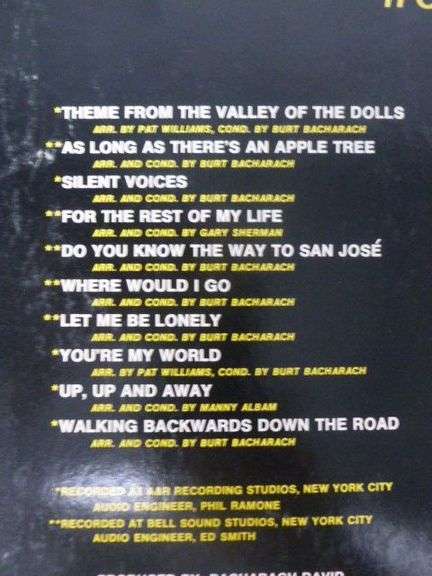 *THEME FROM THE VALLEY OF THE DOLLS
ARR. BY PAT WILLIAMS, COND. BY BURT BACHARACH
**AS LONG AS THERE'S AN APPLE TREE
ARR. AND COND. BY BURT BACHARACH
*SILENT VOICES
ARR. AND COND. BY BURT BACHARACH
**FOR THE REST OF MY LIFE
ARR. AND COND. BY GARY SHERMAN
**DO YOU KNOW THE WAY TO SAN JOSÉ
ARR. AND COND. BY BURT BACHARACH
**WHERE WOULD I GO
ARR. AND COND. BY BURT BACHARACH
**LET ME BE LONELY
ARR. AND COND. BY BURT BACHARACH
*YOU'RE MY WORLD
ARR. BY PAT WILLIAMS, COND. BY BURT BACHARACH
*UP, UP AND AWAY
ARR. AND COND. BY MANNY ALBAM
*WALKING BACKWARDS DOWN THE ROAD
ARR. AND COND. BY BURT BACHARACH
*RECORDED AT A&R RECORDING STUDIOS, NEW YORK CITY
AUDIO ENGINEER, PHIL RAMONE
**RECORDED AT BELL SOUND STUDIOS, NEW YORK CITY
AUDIO ENGINEER, ED SMITH
PRODUCED BY BACHARACH DAVID